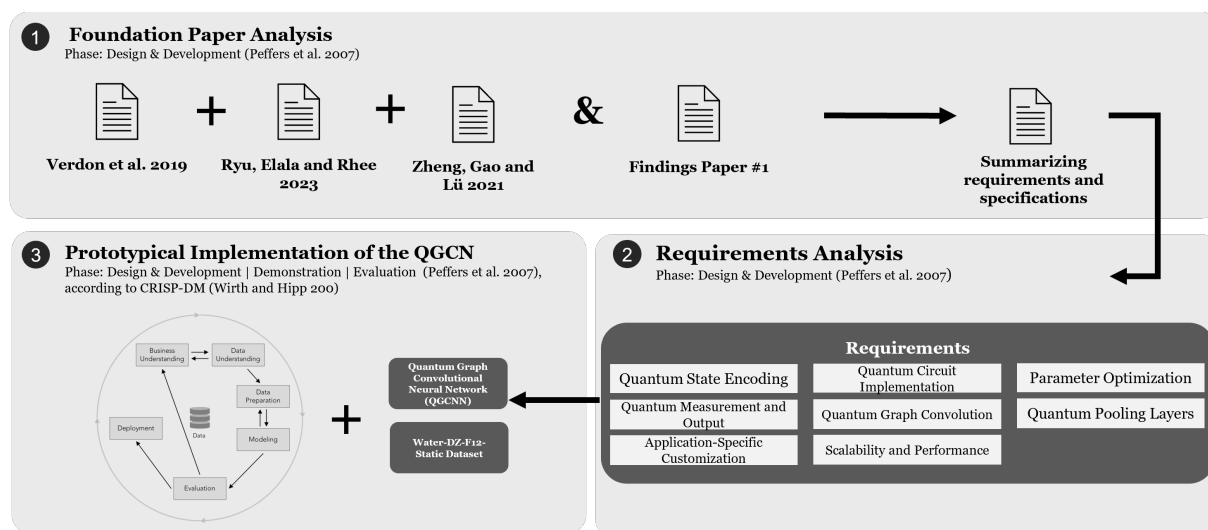 1
Foundation Paper Analysis
Phase: Design & Development (Peffers et al. 2007)
+
+
&
Verdon et al. 2019
Ryu, Elala and Rhee
2023
Zheng, Gao and
Lü 2021
Findings Paper #1
Summarizing
requirements and
specifications
3
Prototypical Implementation of the QGCN
Phase: Design & Development | Demonstration | Evaluation (Peffers et al. 2007),
according to CRISP-DM (Wirth and Hipp 200)
Business
Understanding
Data
Understanding
Data
Preparation
Modeling
Evaluation
Deployment
Data
+
Quantum Graph
Convolutional
Neural Network
(QGCNN)
Water-DZ-F12-
Static Dataset
2
Requirements Analysis
Phase: Design & Development (Peffers et al. 2007)
Requirements
Quantum State Encoding
Quantum Circuit
Implementation
Parameter Optimization
Quantum Measurement and
Output
Quantum Graph Convolution
Quantum Pooling Layers
Application-Specific
Customization
Scalability and Performance